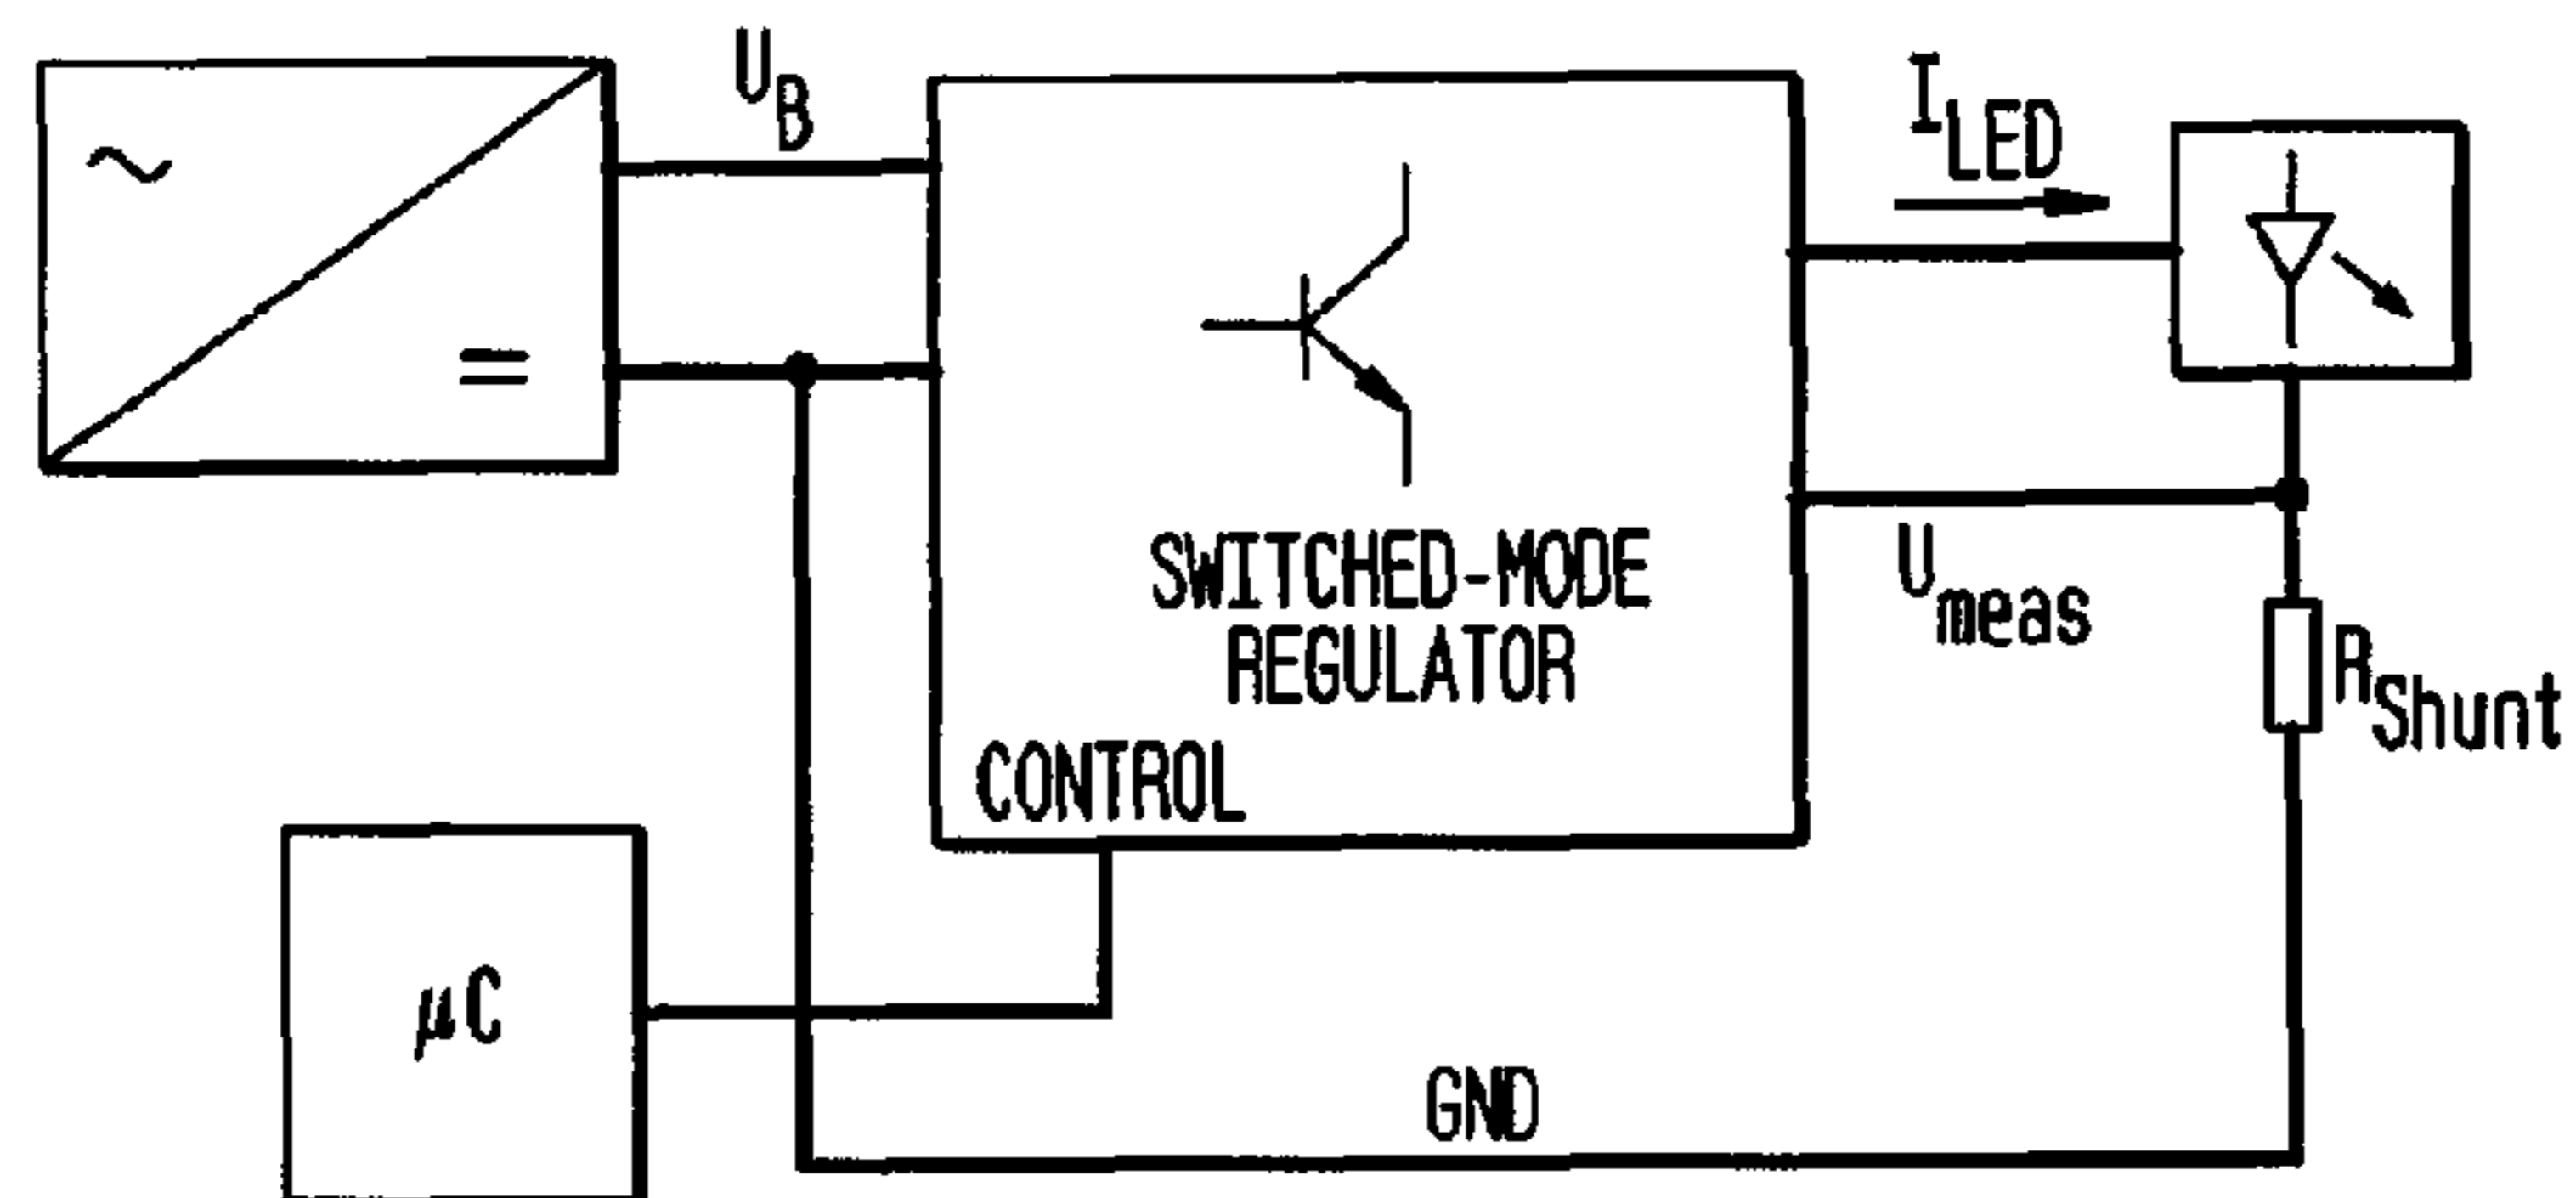 U_B
I_LED
~
=
SWITCHED-MODE
REGULATOR
U_meas
R_Shunt
CONTROL
μC
GND